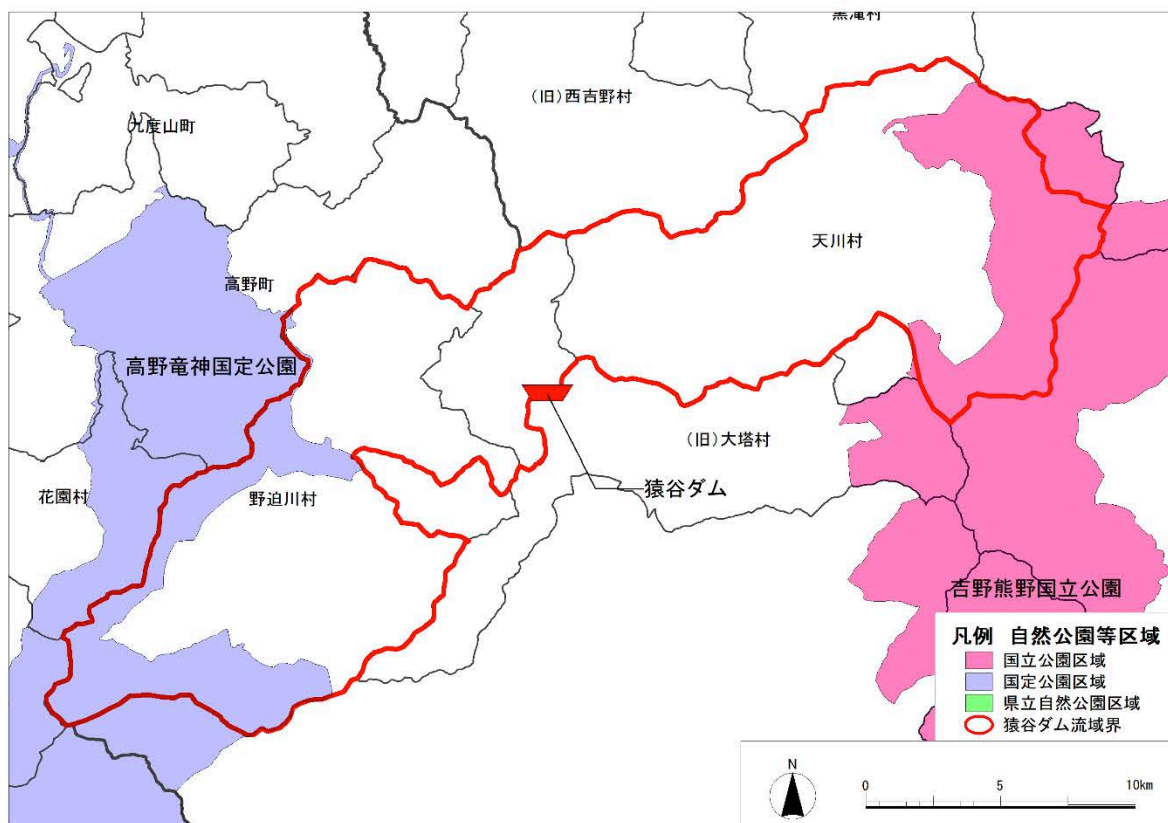 黒滝村
(旧)西吉野村
九度山町
天川村
高野町
高野竜神国定公園
(旧)大塔村
猿谷ダム
花園村
野迫川村
吉野熊野国立公園
凡例 自然公園等区域
国立公園区域
国定公園区域
県立自然公園区域
猿谷ダム流域界
N
0 5 10km